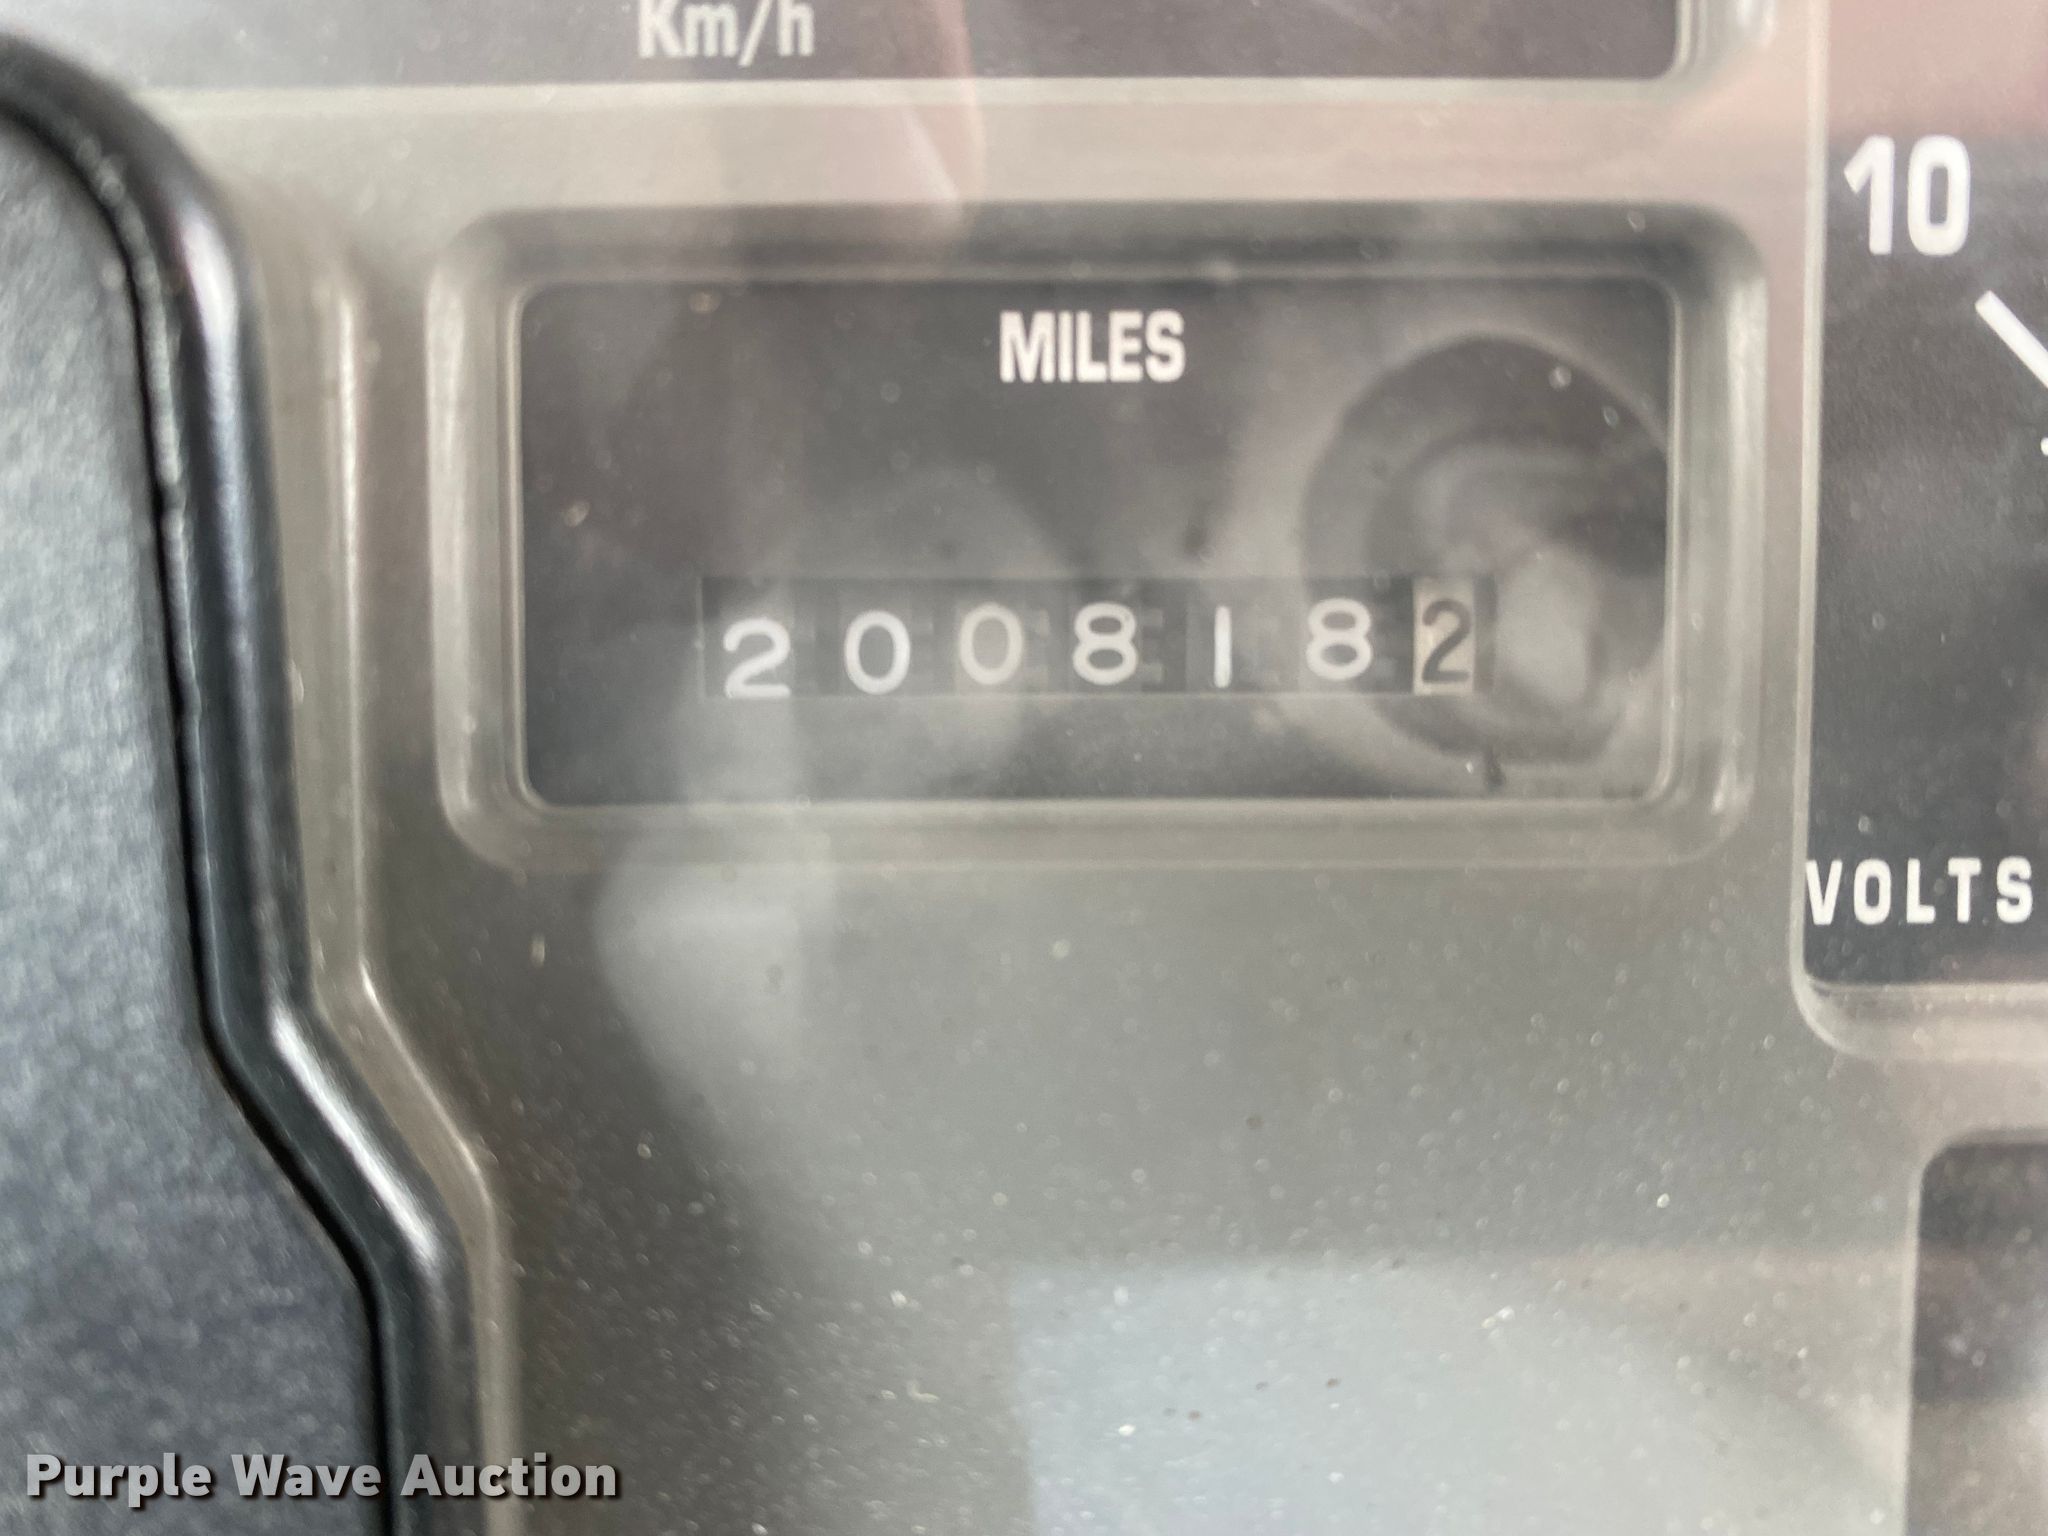 Km/h
10
MILES
2008182
VOLTS
Purple Wave Auction